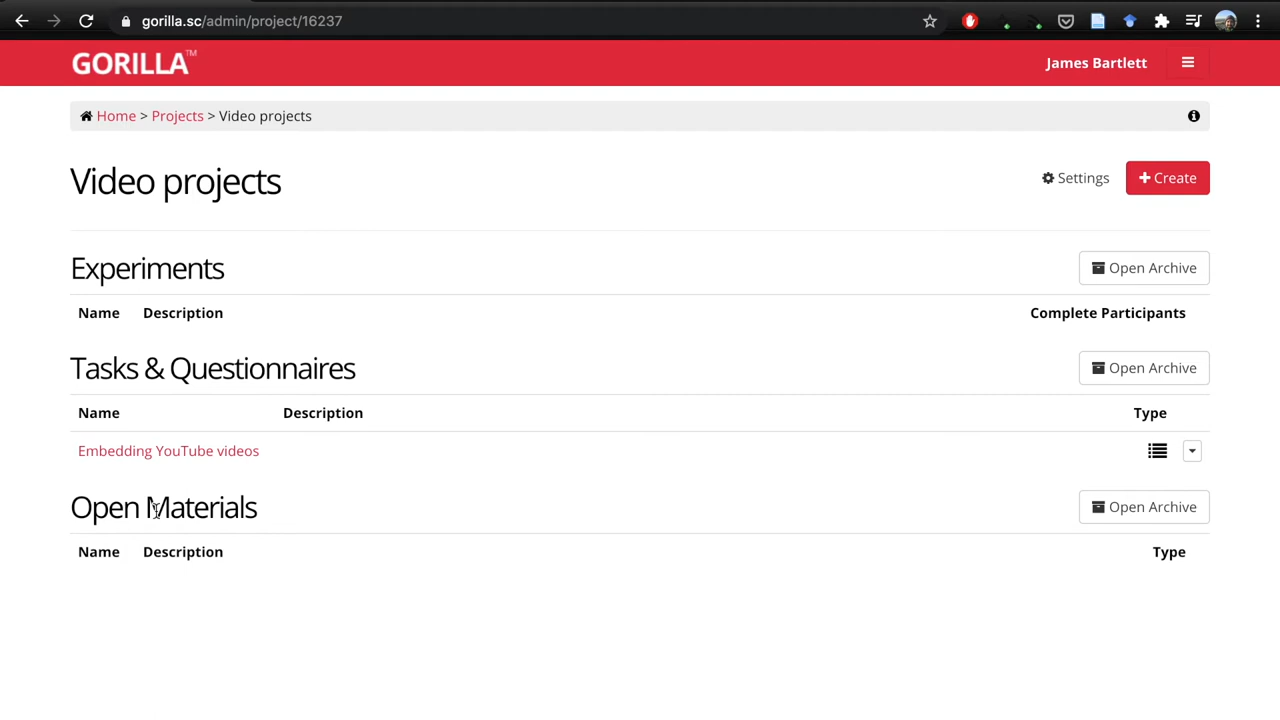 gorilla.sc/admin/project/16237
GORILLA™
James Bartlett
Home > Projects > Video projects
Video projects
Settings
Create
Experiments
Open Archive
Name Description Complete Participants
Tasks & Questionnaires
Open Archive
Name Description Type
Embedding YouTube videos
Open Materials
Open Archive
Name Description Type